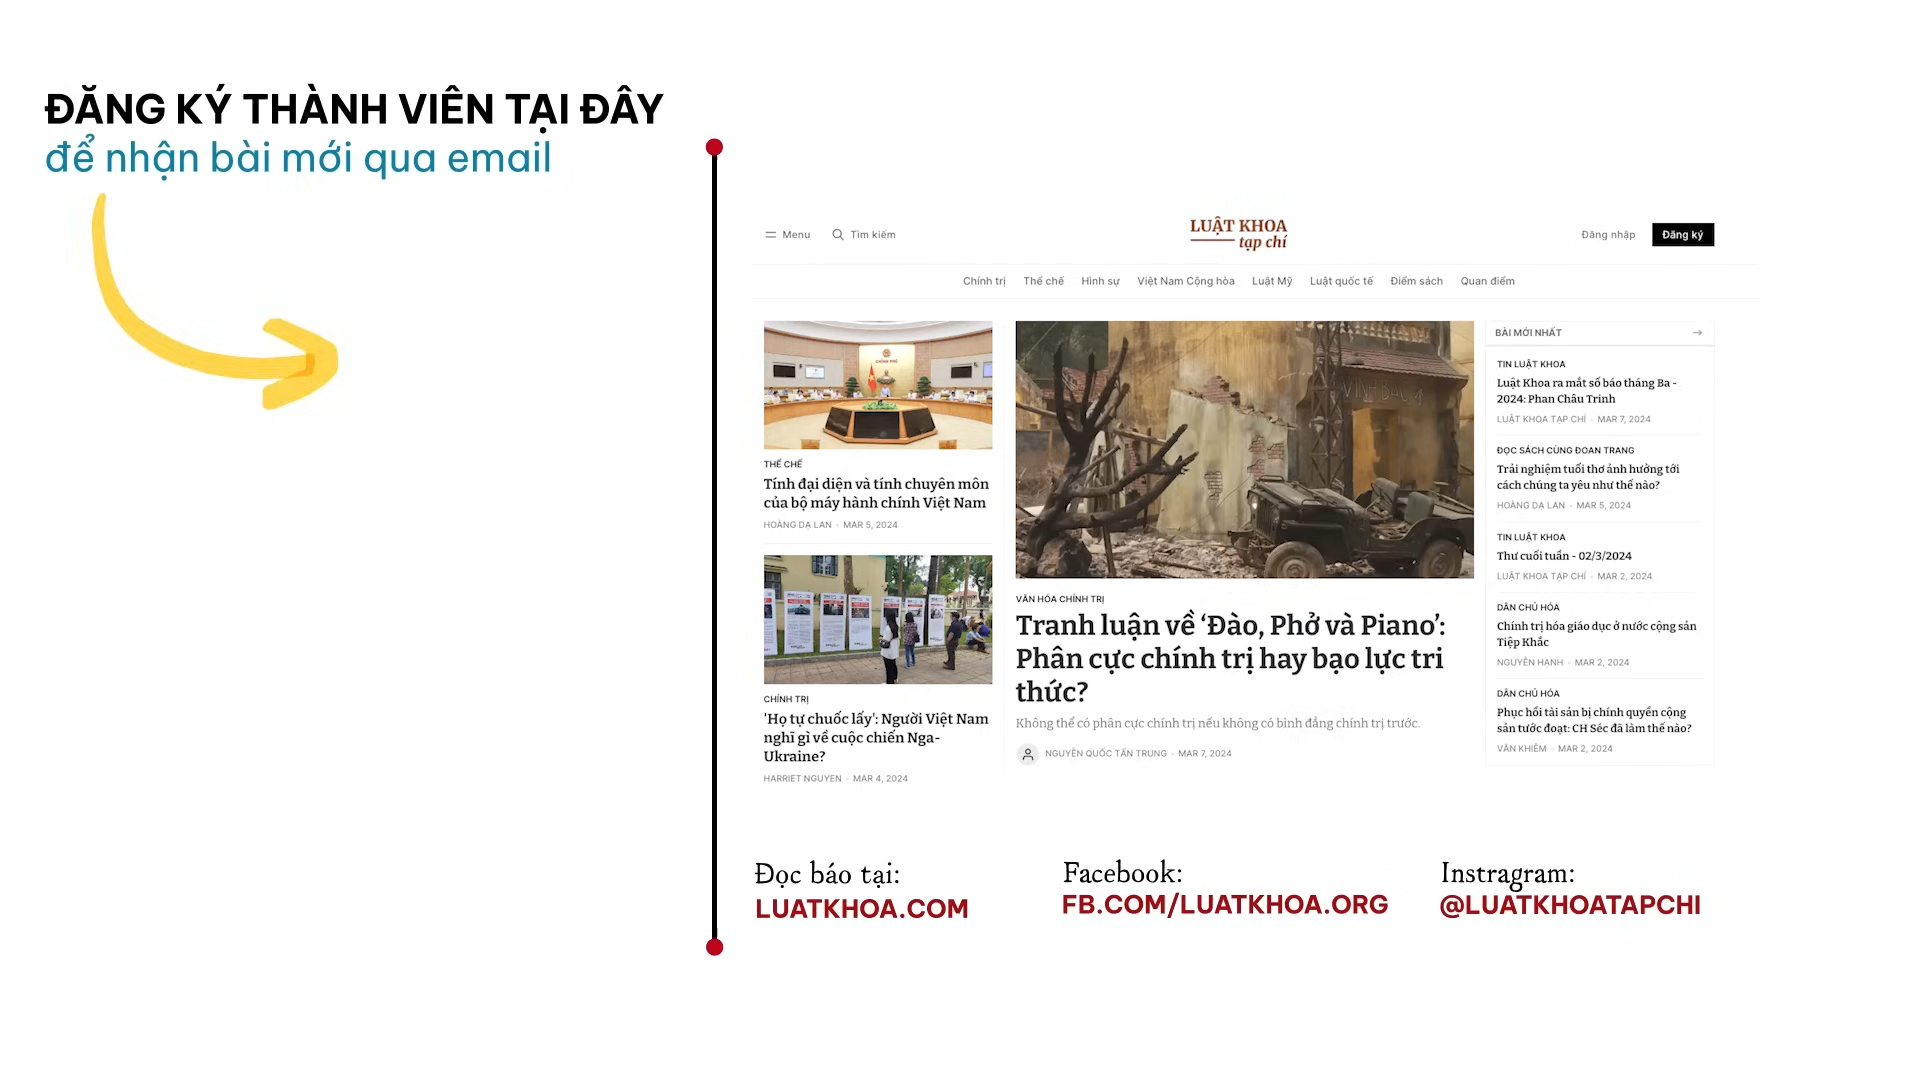 ĐĂNG KÝ THÀNH VIÊN TẠI ĐÂY
để nhận bài mới qua email
Menu
Tìm kiếm
LUẬT KHOA
tạp chí
Đăng nhập
Đăng ký
Chính trị
Thể chế
Hình sự
Việt Nam Cộng hòa
Luật Mỹ
Luật quốc tế
Điểm sách
Quan điểm
CHÍNH PHỦ
THỂ CHẾ
Tính đại diện và tính chuyên môn
của bộ máy hành chính Việt Nam
HOÀNG DẠ LAN · MAR 5, 2024
CHÍNH TRỊ
'Họ tự chuốc lấy': Người Việt Nam
nghĩ gì về cuộc chiến Nga-
Ukraine?
HARRIET NGUYEN · MAR 4, 2024
VĂN HÓA CHÍNH TRỊ
Tranh luận về ‘Đào, Phở và Piano’:
Phân cực chính trị hay bạo lực tri
thức?
Không thể có phân cực chính trị nếu không có bình đẳng chính trị trước.
NGUYỄN QUỐC TẤN TRUNG · MAR 7, 2024
BÀI MỚI NHẤT →
TIN LUẬT KHOA
Luật Khoa ra mắt số báo tháng Ba -
2024: Phan Châu Trinh
LUẬT KHOA TẠP CHÍ · MAR 7, 2024
ĐỌC SÁCH CÙNG ĐOAN TRANG
Trải nghiệm tuổi thơ ảnh hưởng tới
cách chúng ta yêu như thế nào?
HOÀNG DẠ LAN · MAR 5, 2024
TIN LUẬT KHOA
Thư cuối tuần - 02/3/2024
LUẬT KHOA TẠP CHÍ · MAR 2, 2024
DÂN CHỦ HÓA
Chính trị hóa giáo dục ở nước cộng sản
Tiệp Khắc
NGUYÊN HẠNH · MAR 2, 2024
DÂN CHỦ HÓA
Phục hồi tài sản bị chính quyền cộng
sản tước đoạt: CH Séc đã làm thế nào?
VĂN KHIÊM · MAR 2, 2024
Đọc báo tại:
LUATKHOA.COM
Facebook:
FB.COM/LUATKHOA.ORG
Instragram:
@LUATKHOATAPCHI